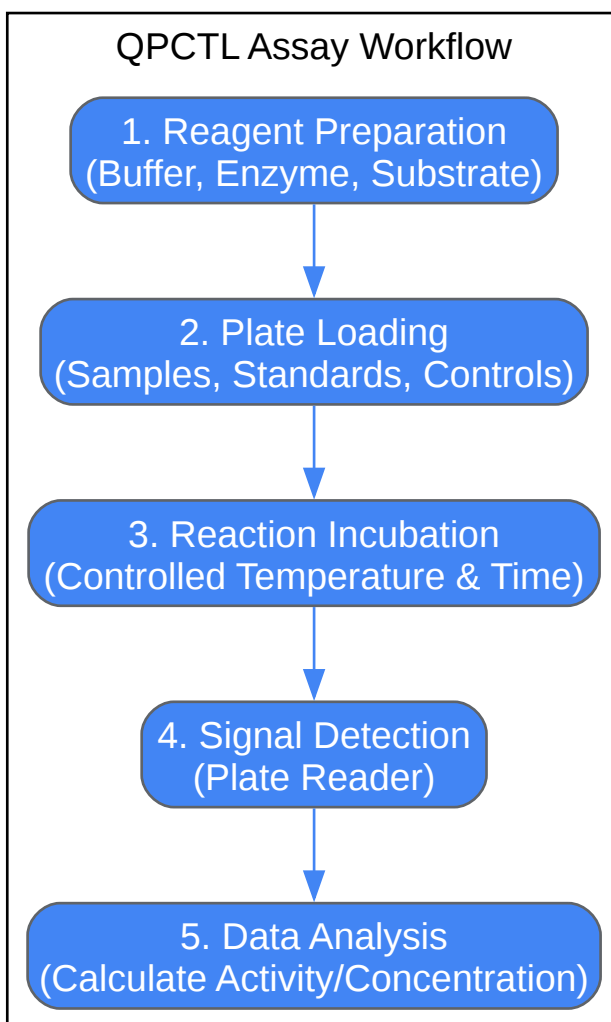 QPCTL Assay Workflow
1. Reagent Preparation
(Buffer, Enzyme, Substrate)
2. Plate Loading
(Samples, Standards, Controls)
3. Reaction Incubation
(Controlled Temperature & Time)
4. Signal Detection
(Plate Reader)
5. Data Analysis
(Calculate Activity/Concentration)